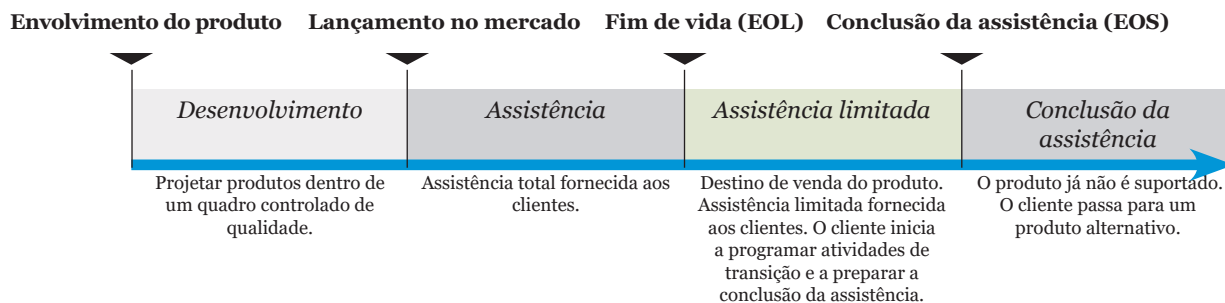 Envolvimento do produto Lançamento no mercado Fim de vida (EOL) Conclusão da assistência (EOS)
Desenvolvimento
Assistência
Assistência limitada
Conclusão da
assistência
Projetar produtos dentro de
um quadro controlado de
qualidade.
Assistência total fornecida aos
clientes.
Destino de venda do produto.
Assistência limitada fornecida
aos clientes. O cliente inicia
a programar atividades de
transição e a preparar a
conclusão da assistência.
O produto já não é suportado.
O cliente passa para um
produto alternativo.